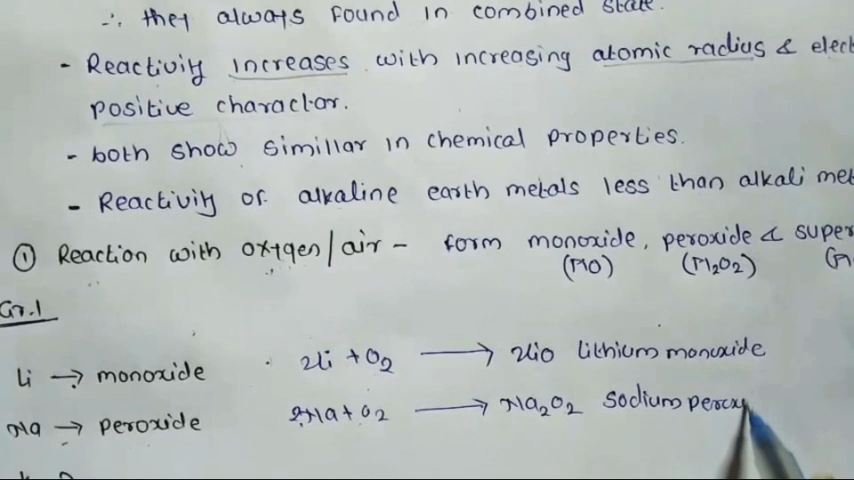 ∴ they always found in combined state.
- Reactivity increases with increasing atomic radius & elect
positive charactor.
- both show simillar in chemical properties.
- Reactivity of alkaline earth metals less than alkali met
① Reaction with oxygen/air - form monoxide, peroxide & super
(MO) (M2O2) (M
Gr.1
Li → monoxide 2Li + O2 → 2LiO Lithium monoxide
Na → peroxide 2Na + O2 → Na2O2 Sodium perox